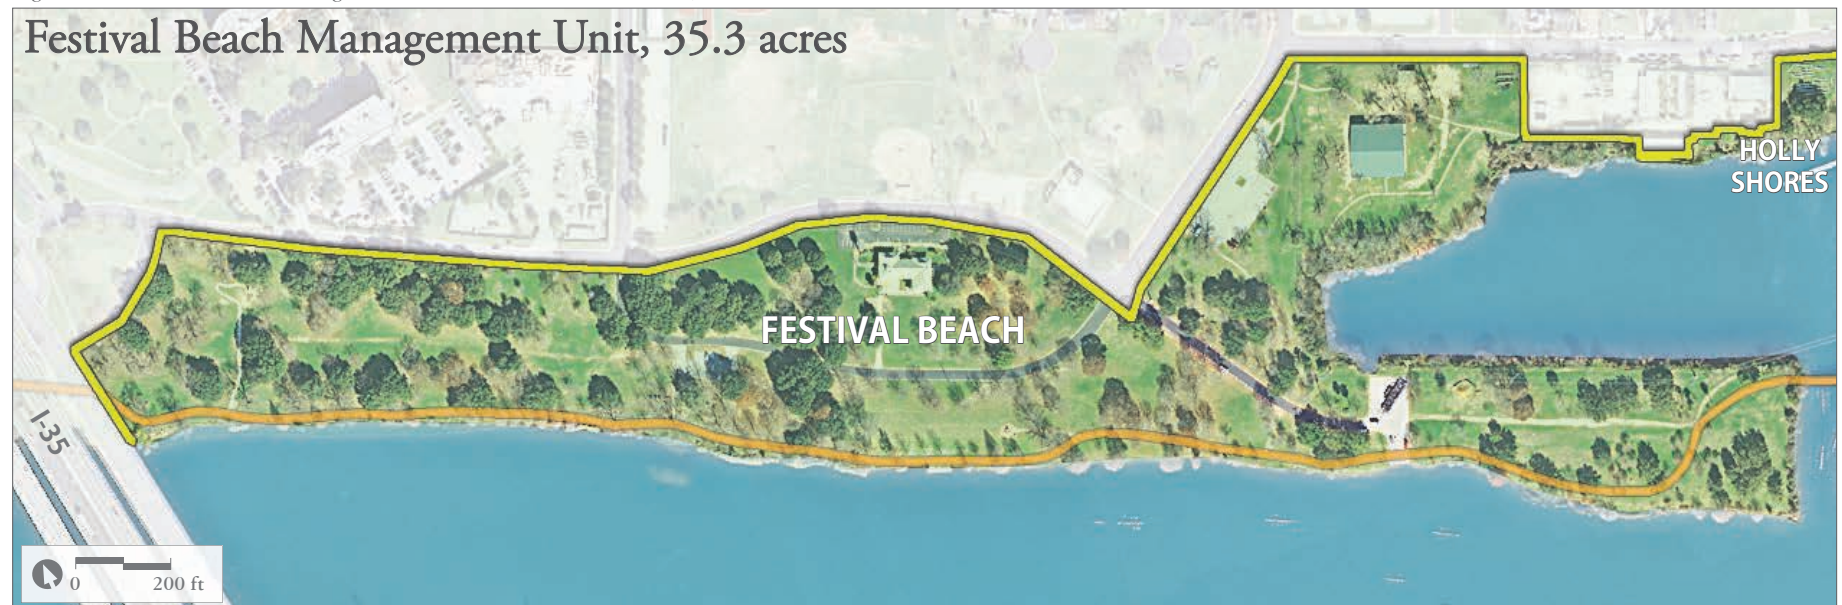 Festival Beach Management Unit, 35.3 acres
HOLLY
SHORES
FESTIVAL BEACH
I-35
0 200 ft